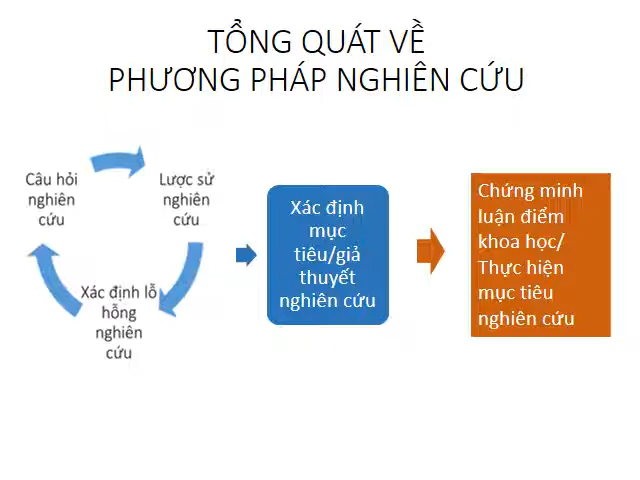 TỔNG QUÁT VỀ
PHƯƠNG PHÁP NGHIÊN CỨU
Câu hỏi
nghiên
cứu
Lược sử
nghiên
cứu
Xác định lỗ
hỗng nghiên
cứu
Xác định
mục
tiêu/giả
thuyết
nghiên cứu
Chứng minh
luận điểm
khoa học/
Thực hiện
mục tiêu
nghiên cứu